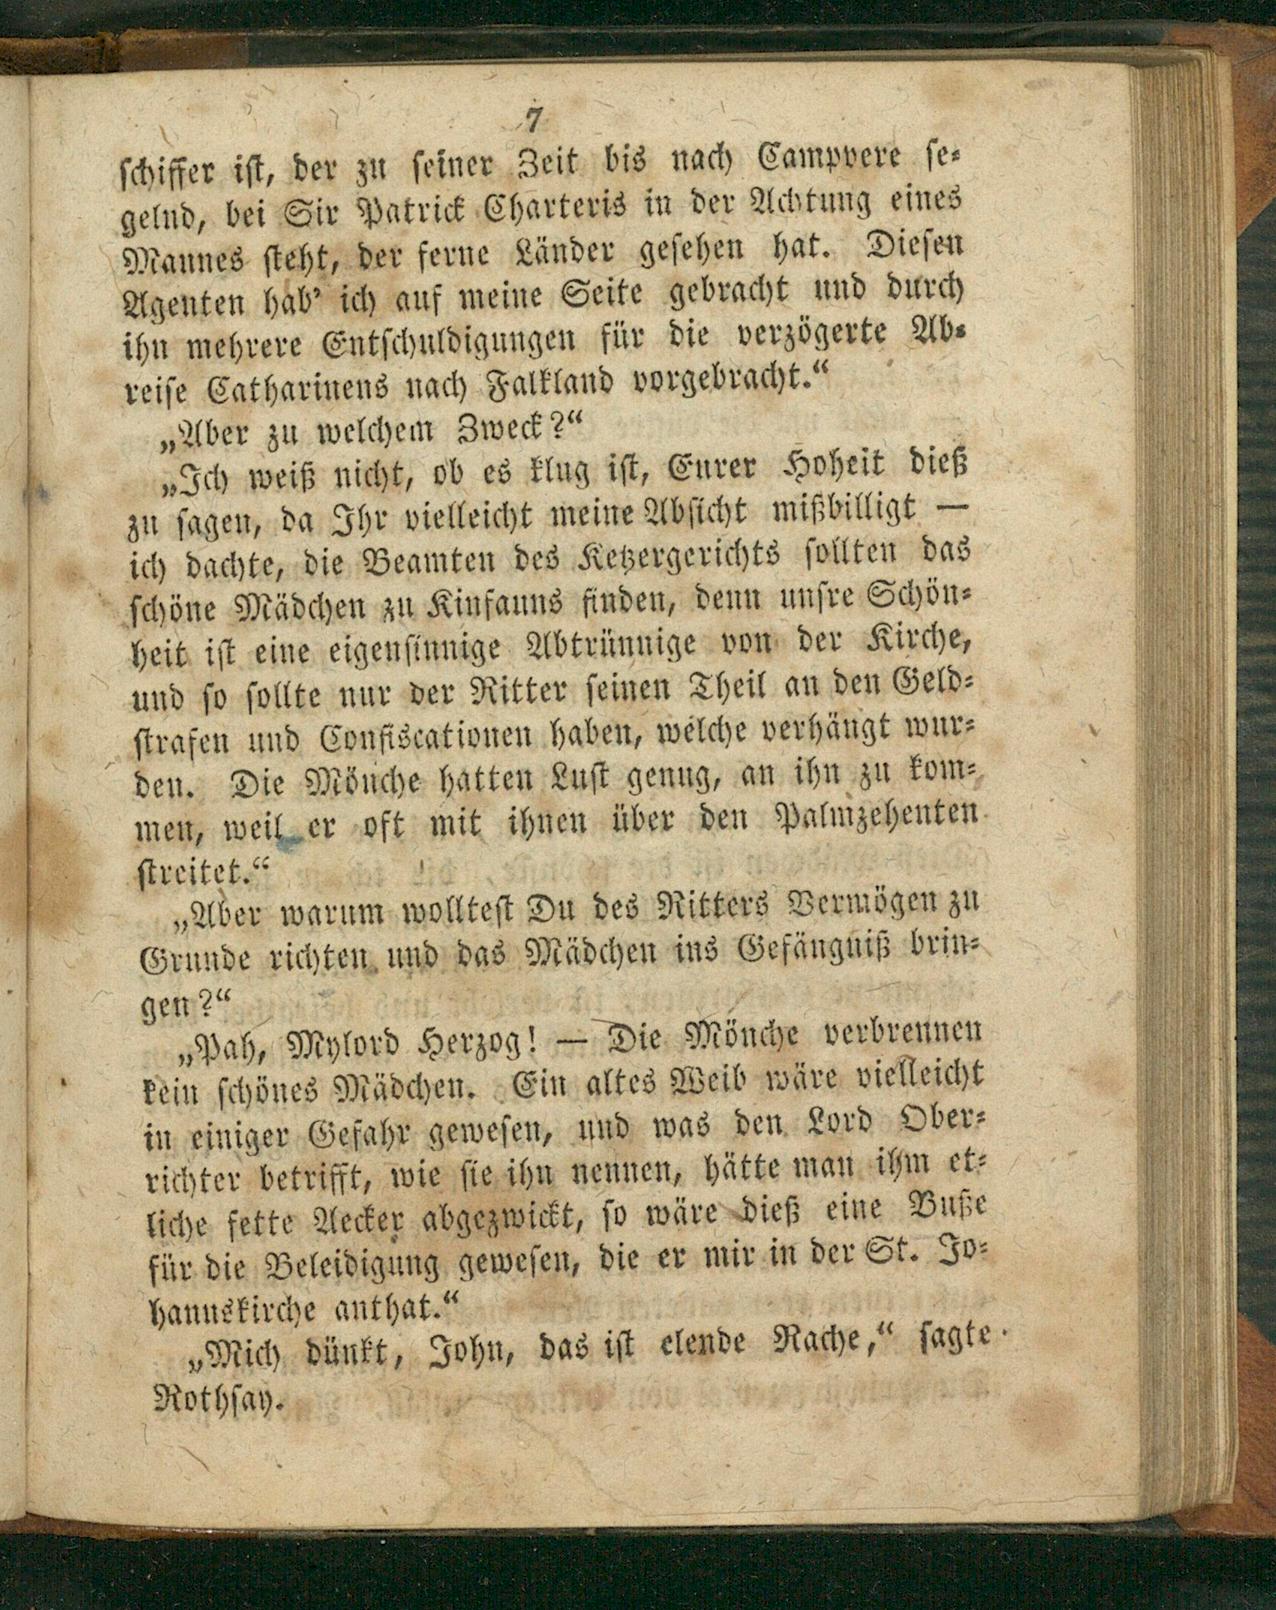 7
schiffer ist, der zu seiner Zeit bis nach Campvere se-
gelnd, bei Sir Patrick Charteris in der Achtung eines
Mannes steht, der ferne Länder gesehen hat. Diesen
Agenten hab' ich auf meine Seite gebracht und durch
ihn mehrere Entschuldigungen für die verzögerte Ab-
reise Catharinens nach Falkland vorgebracht.“
„Aber zu welchem Zweck?“
„Ich weiß nicht, ob es klug ist, Eurer Hoheit dieß
zu sagen, da Ihr vielleicht meine Absicht mißbilligt —
ich dachte, die Beamten des Ketzergerichts sollten das
schöne Mädchen zu Kinfauns finden, denn unsre Schön-
heit ist eine eigensinnige Abtrünnige von der Kirche,
und so sollte nur der Ritter seinen Theil an den Geld-
strafen und Confiscationen haben, welche verhängt wur-
den. Die Mönche hatten Lust genug, an ihn zu kom-
men, weil er oft mit ihnen über den Palmzehenten
streitet.“
„Aber warum wolltest Du des Ritters Vermögen zu
Grunde richten und das Mädchen ins Gefängniß brin-
gen?“
„Pah, Mylord Herzog! — Die Mönche verbrennen
kein schönes Mädchen. Ein altes Weib wäre vielleicht
in einiger Gefahr gewesen, und was den Lord Ober-
richter betrifft, wie sie ihn nennen, hätte man ihm et-
liche fette Aecker abgezwickt, so wäre dieß eine Buße
für die Beleidigung gewesen, die er mir in der St. Jo-
hannskirche anthat.“
„Mich dünkt, John, das ist elende Rache,“ sagte
Rothsay.